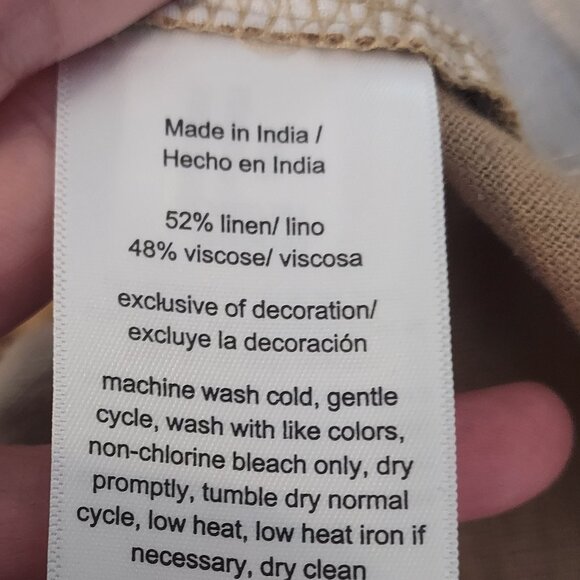 Made in India /
Hecho en India
52% linen/ lino
48% viscose/ viscosa
exclusive of decoration/
excluye la decoración
machine wash cold, gentle
cycle, wash with like colors,
non-chlorine bleach only, dry
promptly, tumble dry normal
cycle, low heat, low heat iron if
necessary, dry clean